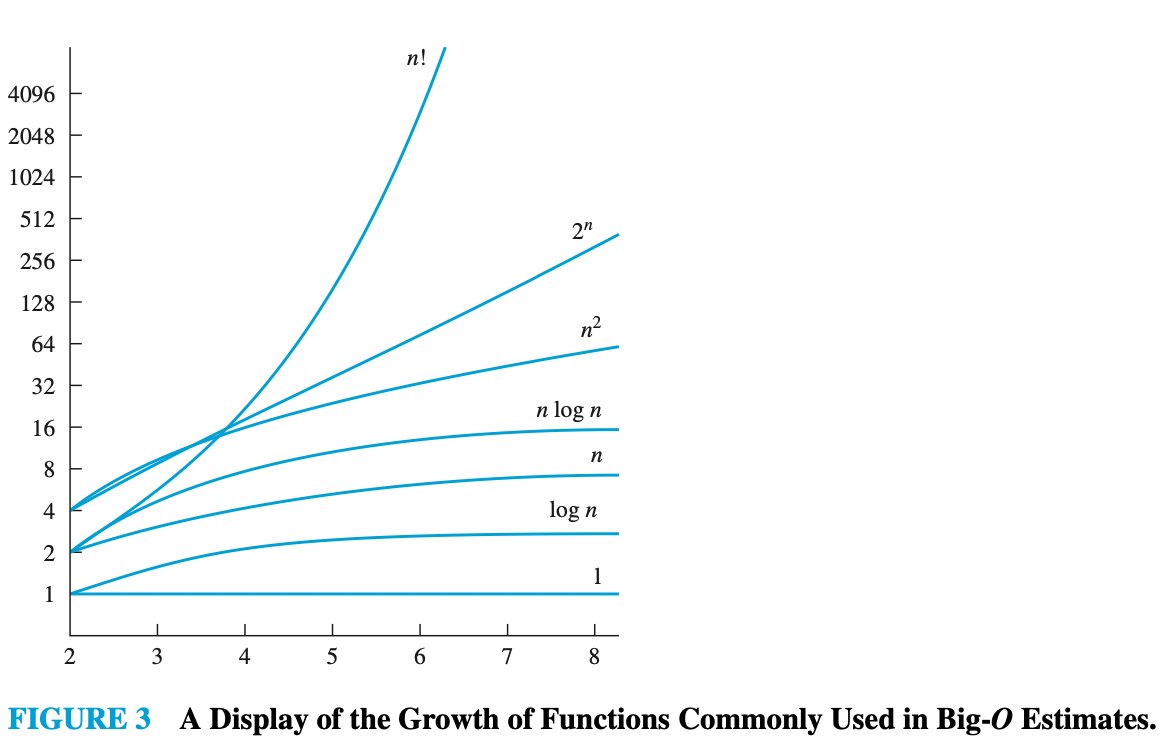 n!
4096
2048
1024
512
2ⁿ
256
128
n²
64
32
n log n
16
n
8
log n
4
2
1
1
2 3 4 5 6 7 8
FIGURE 3 A Display of the Growth of Functions Commonly Used in Big-O Estimates.